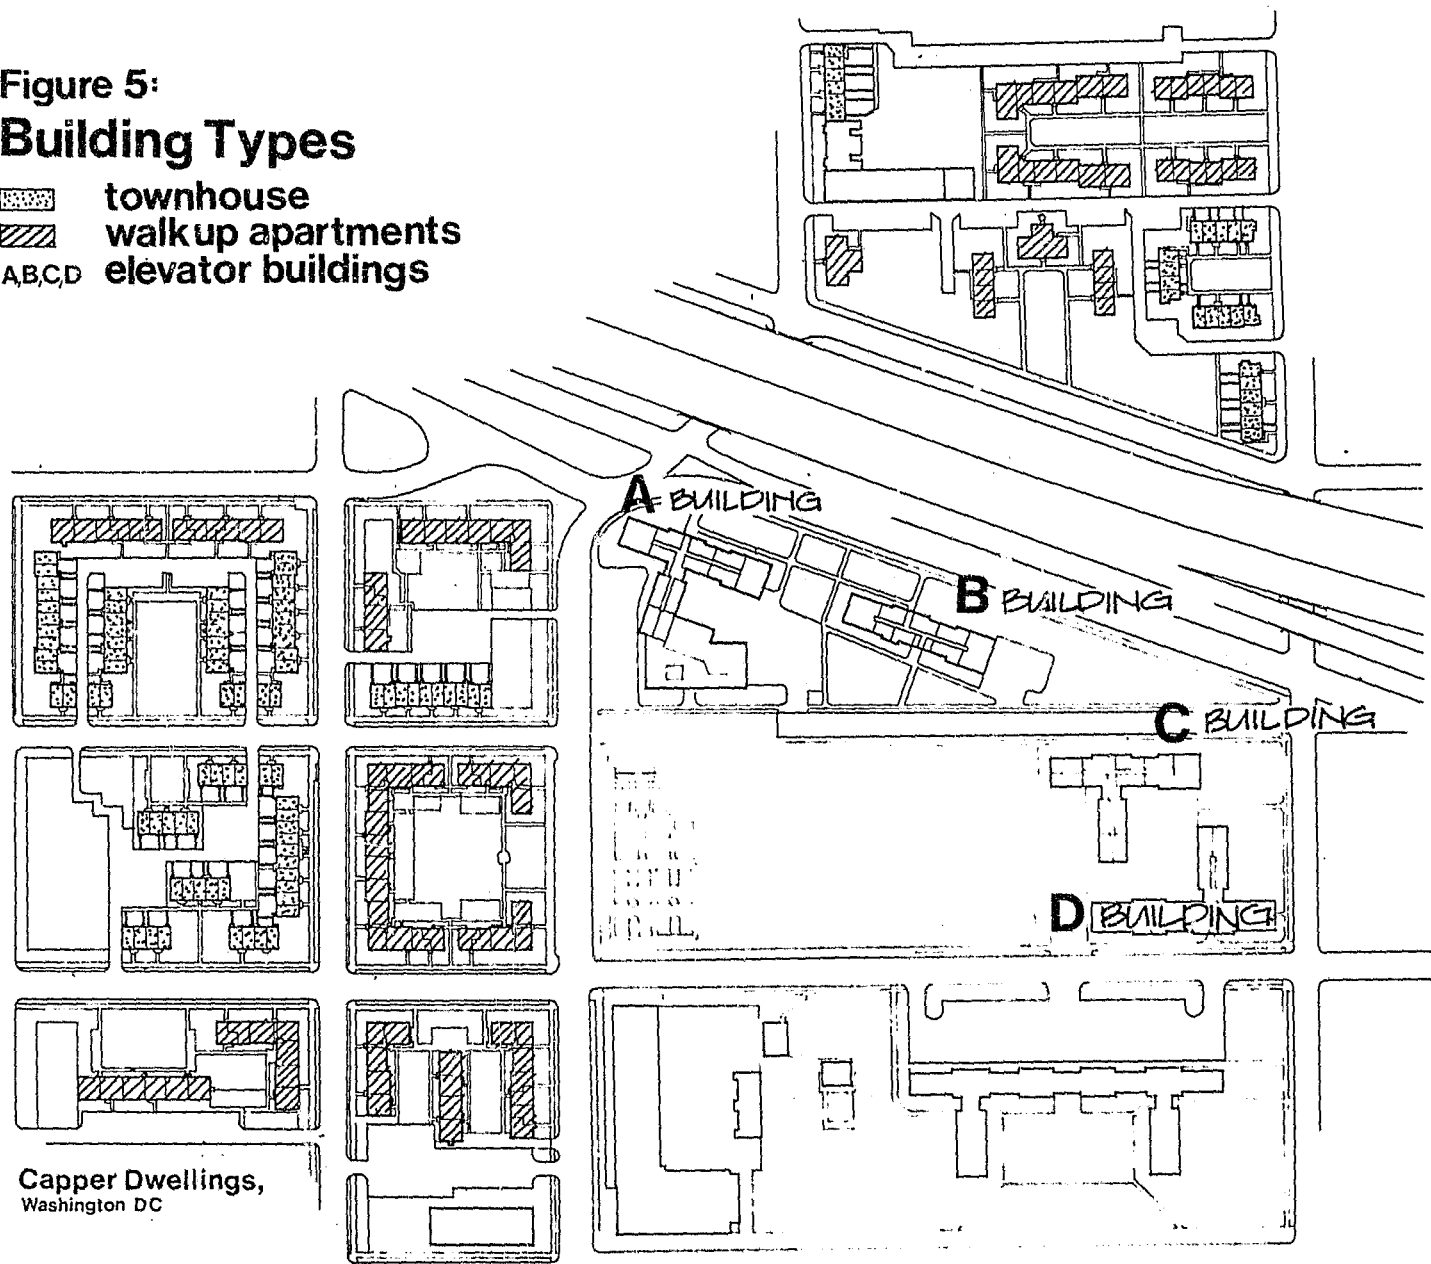 Figure 5:
Building Types
townhouse
walkup apartments
A,B,C,D elevator buildings
A BUILDING
B BUILDING
C BUILDING
D BUILDING
Capper Dwellings,
Washington DC